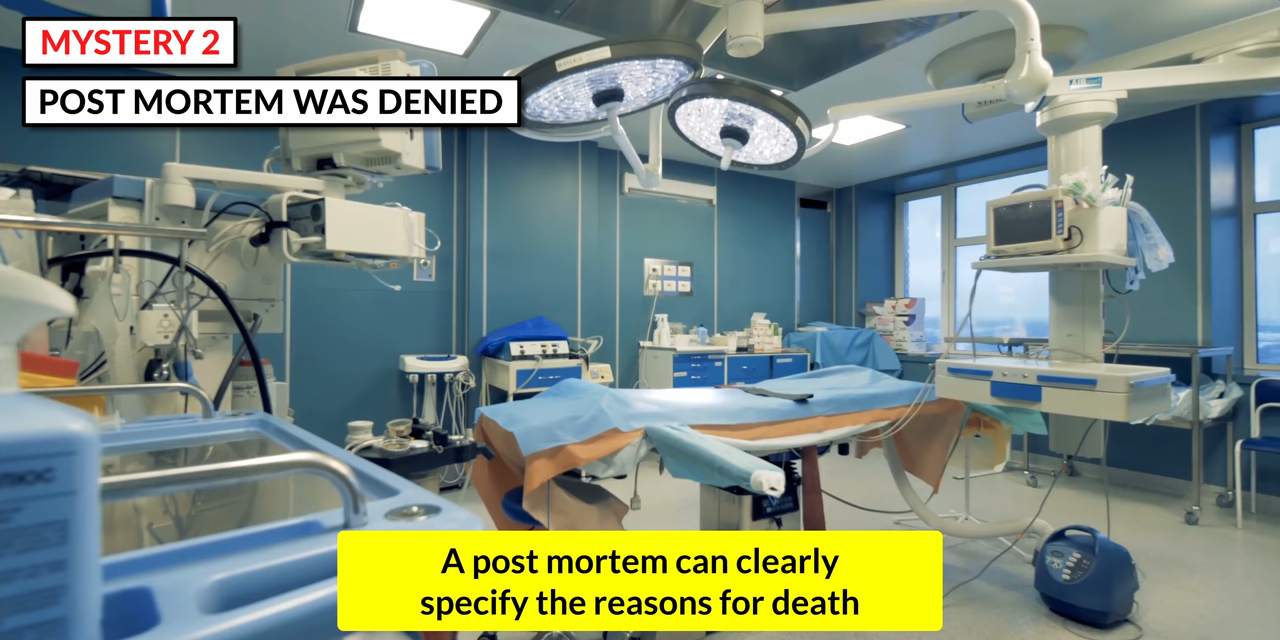 MYSTERY 2
POST MORTEM WAS DENIED
A post mortem can clearly
specify the reasons for death